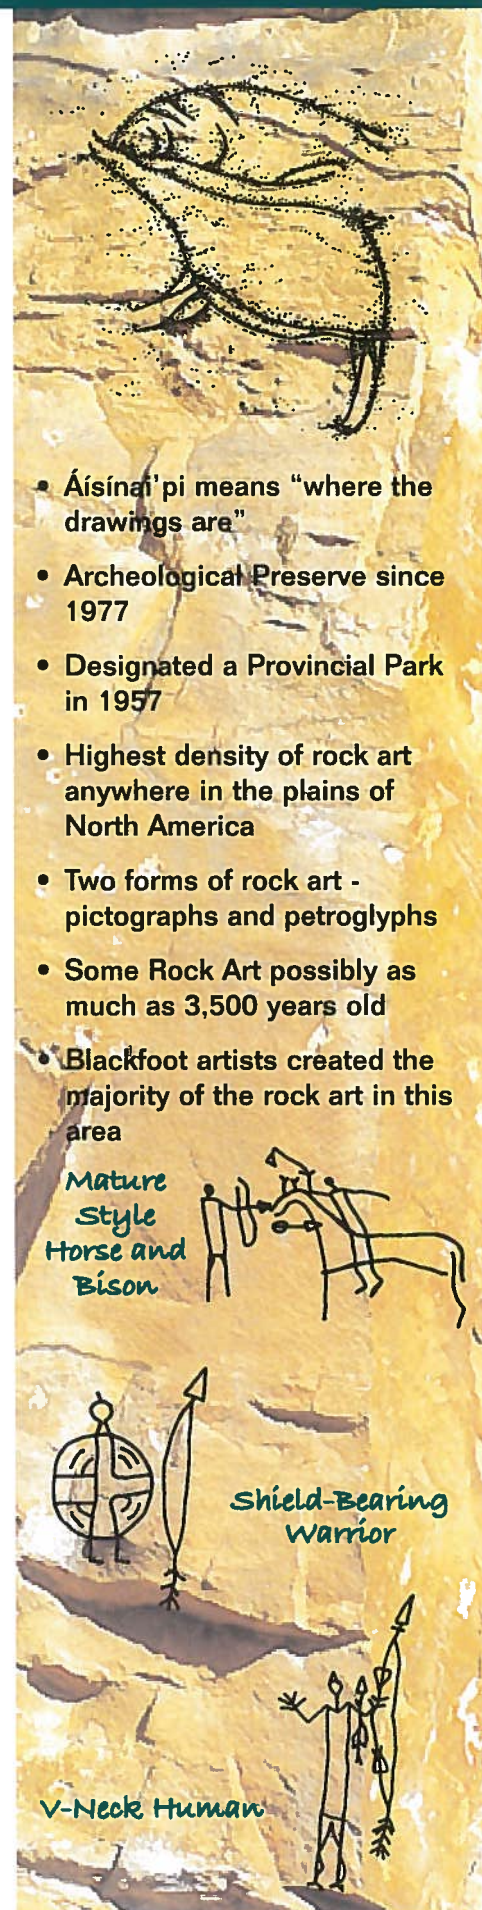 • Áísínai'pi means “where the
drawings are”
• Archeological Preserve since
1977
• Designated a Provincial Park
in 1957
• Highest density of rock art
anywhere in the plains of
North America
• Two forms of rock art -
pictographs and petroglyphs
• Some Rock Art possibly as
much as 3,500 years old
• Blackfoot artists created the
majority of the rock art in this
area
Mature
Style
Horse and
Bison
Shield-Bearing
Warrior
V-Neck Human